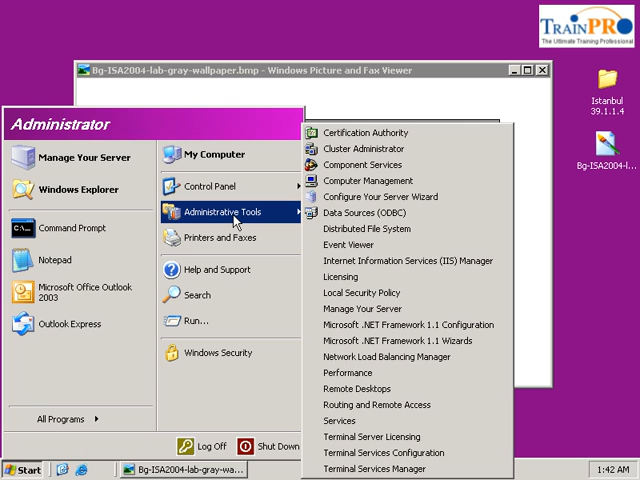 TRAINPRO
The Ultimate Training Professional
Bg-ISA2004-lab-gray-wallpaper.bmp - Windows Picture and Fax Viewer
Istanbul
39.1.1.4
Bg-ISA2004-l...
Administrator
Manage Your Server
Windows Explorer
Command Prompt
Notepad
Microsoft Office Outlook
2003
Outlook Express
All Programs
My Computer
Control Panel
Administrative Tools
Printers and Faxes
Help and Support
Search
Run...
Windows Security
Log Off
Shut Down
Certification Authority
Cluster Administrator
Component Services
Computer Management
Configure Your Server Wizard
Data Sources (ODBC)
Distributed File System
Event Viewer
Internet Information Services (IIS) Manager
Licensing
Local Security Policy
Manage Your Server
Microsoft .NET Framework 1.1 Configuration
Microsoft .NET Framework 1.1 Wizards
Network Load Balancing Manager
Performance
Remote Desktops
Routing and Remote Access
Services
Terminal Server Licensing
Terminal Services Configuration
Terminal Services Manager
Start
Bg-ISA2004-lab-gray-wa...
1:42 AM